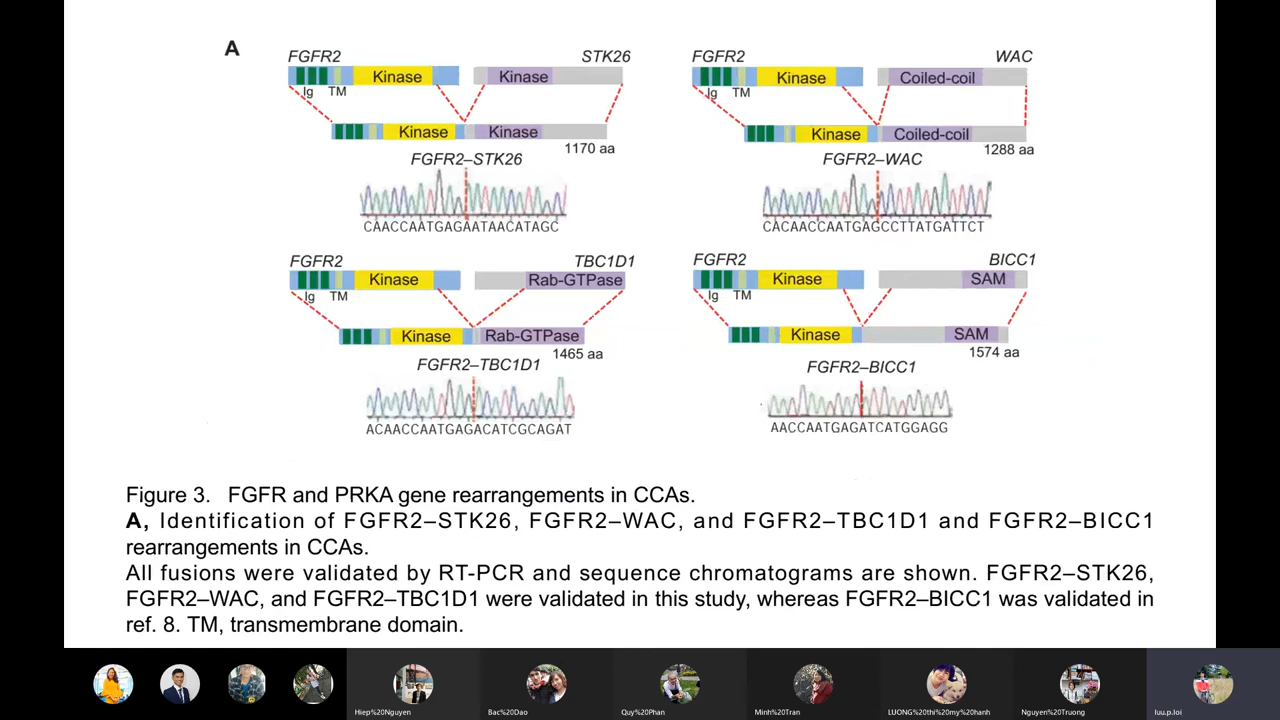 A
FGFR2 STK26
Kinase Kinase
Ig TM
Kinase Kinase
1170 aa
FGFR2–STK26
CAACCAATGAGAATAACATAGC
FGFR2 WAC
Kinase Coiled-coil
Ig TM
Kinase Coiled-coil
1288 aa
FGFR2–WAC
CACAACCAATGAGCCTTATGATTCT
FGFR2 TBC1D1
Kinase Rab-GTPase
Ig TM
Kinase Rab-GTPase
1465 aa
FGFR2–TBC1D1
ACAACCAATGAGACATCGCAGAT
FGFR2 BICC1
Kinase SAM
Ig TM
Kinase SAM
1574 aa
FGFR2–BICC1
AACCAATGAGATCATGGAGG
Figure 3. FGFR and PRKA gene rearrangements in CCAs.
A, Identification of FGFR2–STK26, FGFR2–WAC, and FGFR2–TBC1D1 and FGFR2–BICC1
rearrangements in CCAs.
All fusions were validated by RT-PCR and sequence chromatograms are shown. FGFR2–STK26,
FGFR2–WAC, and FGFR2–TBC1D1 were validated in this study, whereas FGFR2–BICC1 was validated in
ref. 8. TM, transmembrane domain.
Hiep%20Nguyen Bac%20Dao Quy%20Phan Minh%20Tran LUONG%20thi%20my%20hanh Nguyen%20Truong luu.p.loi